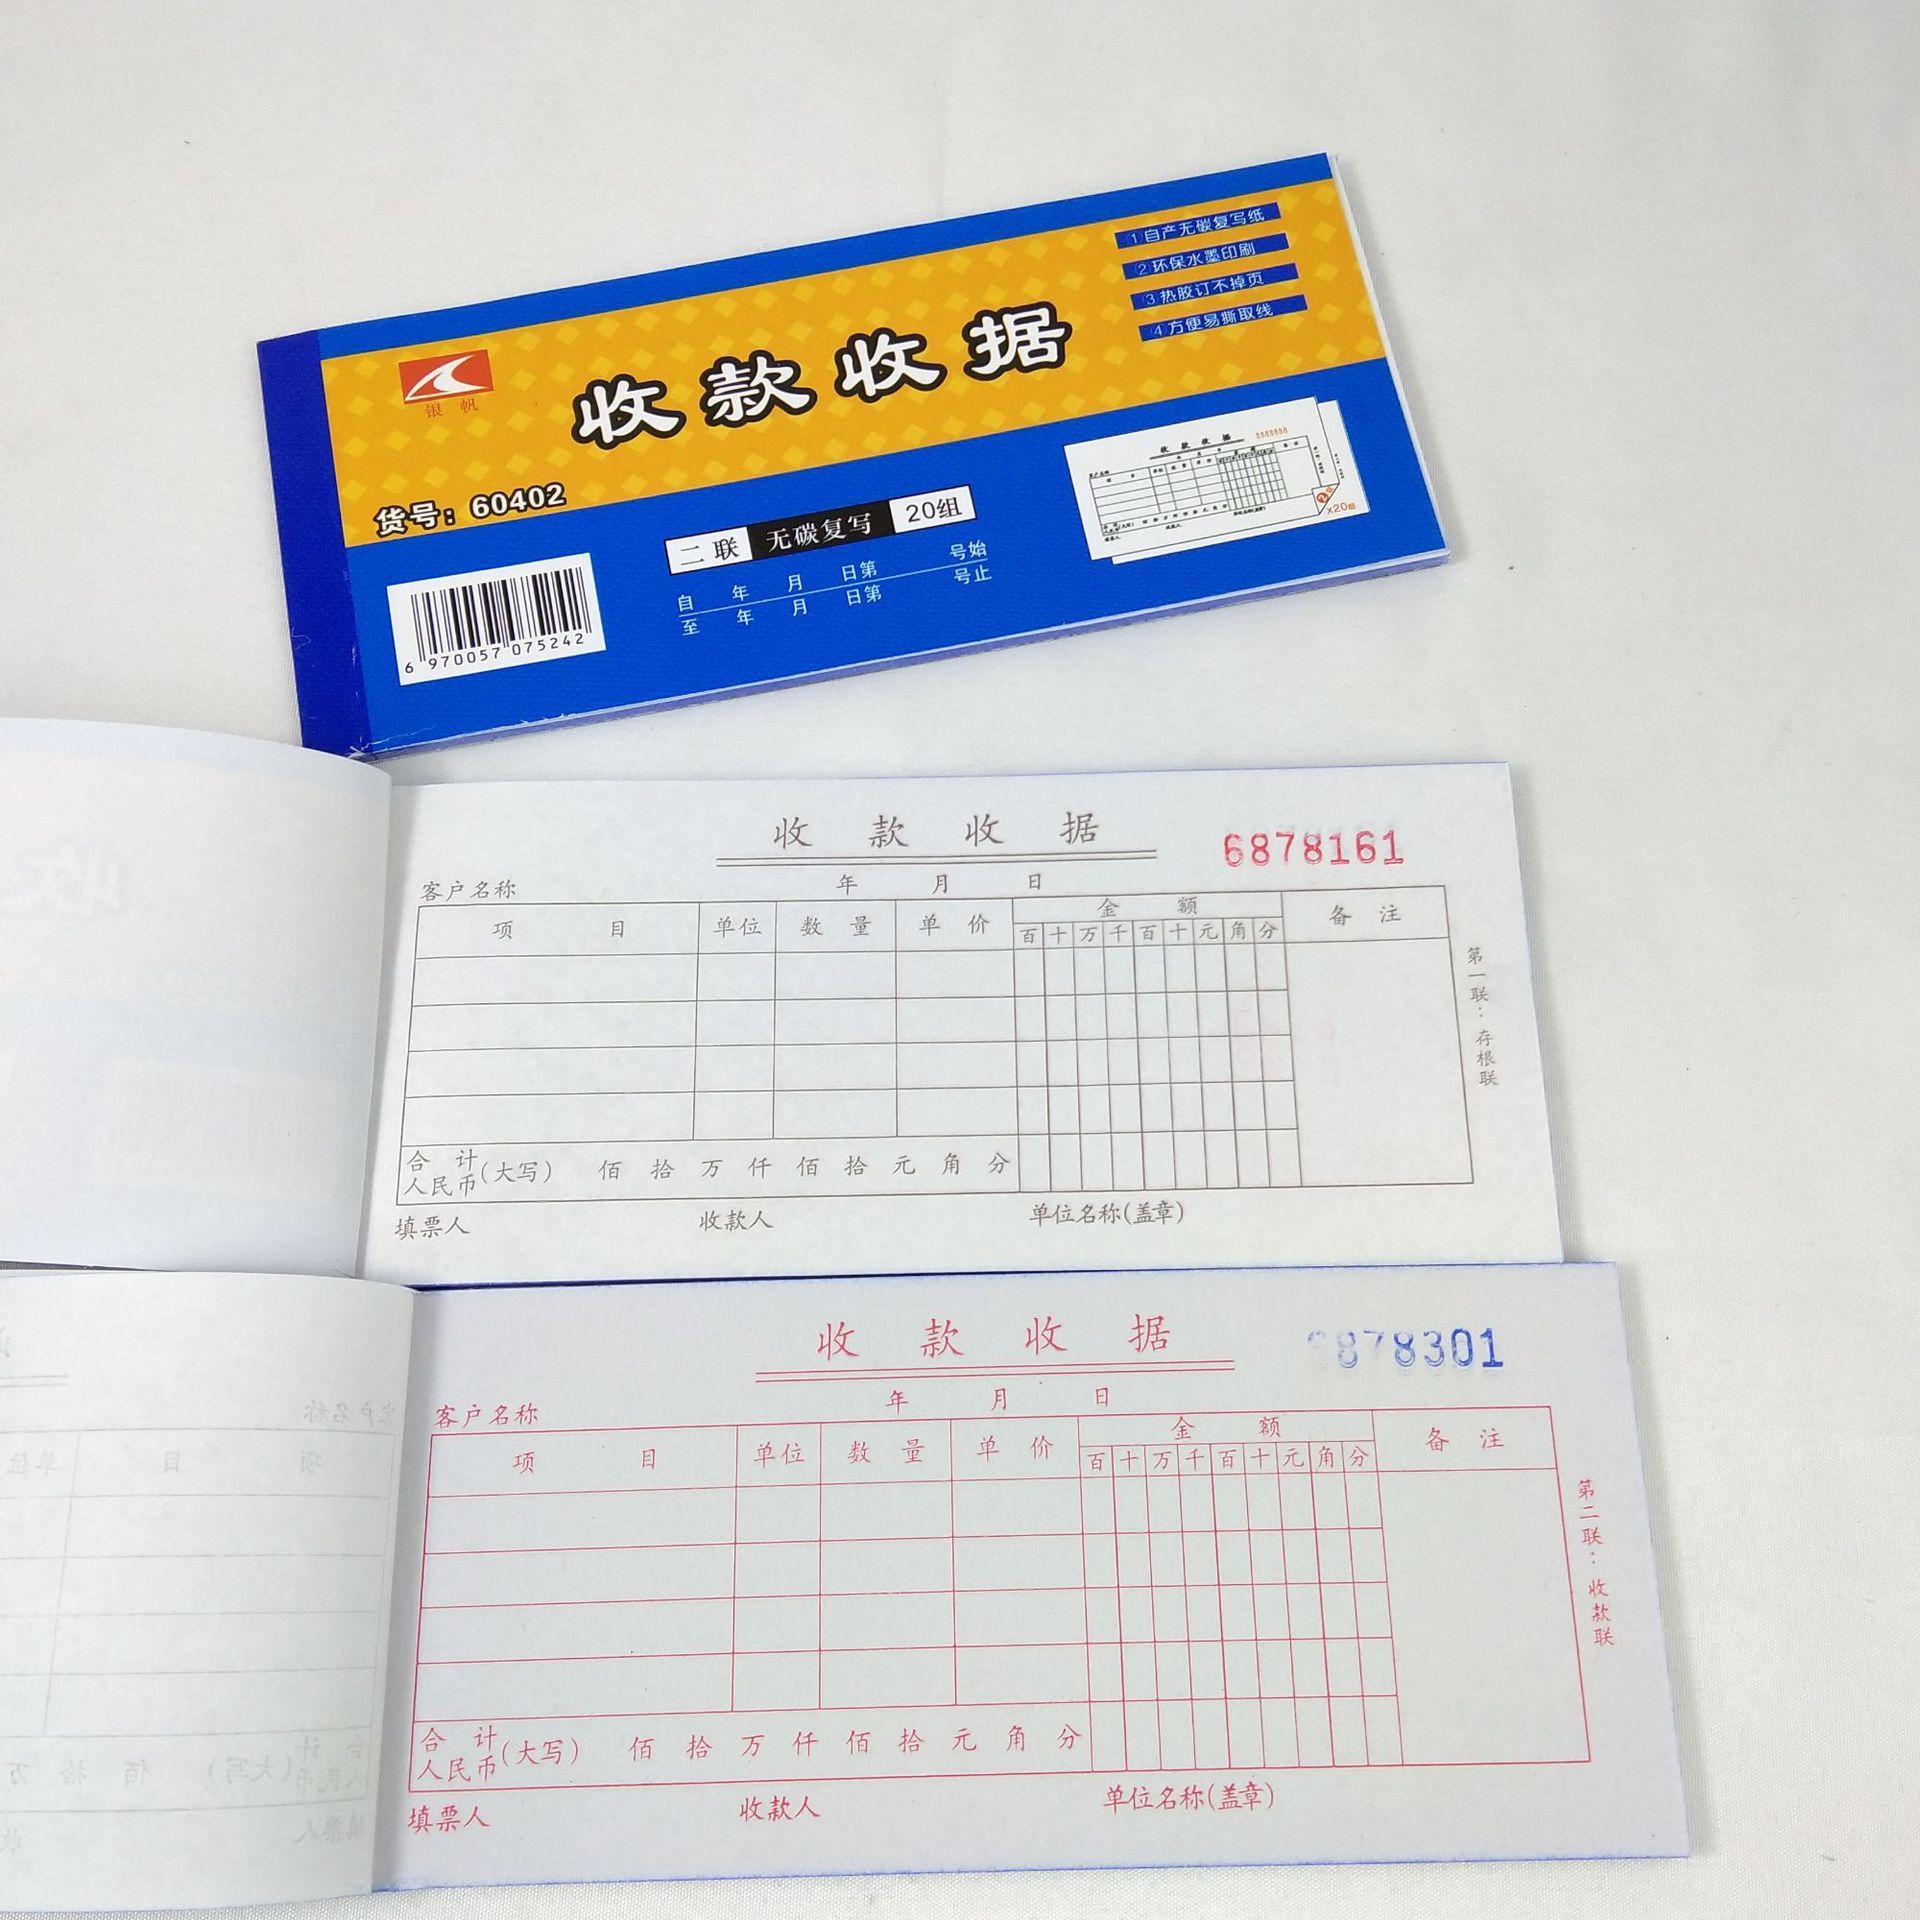 ①自产无碳复写纸
②环保水墨印刷
③热胶订不掉页
④方便易撕取线
银帆
收款收据
货号：60402
二联 无碳复写 20组
自 年 月 日第 号始
至 年 月 日第 号止
6 970057 075242
收款收据 8888888
X20组
收款收据 6878161
年 月 日
客户名称
项目 单位 数量 单价 金额 备注
百 十 万 千 百 十 元 角 分
第一联：存根联
合计
人民币(大写) 佰 拾 万 仟 佰 拾 元 角 分
填票人 收款人 单位名称(盖章)
收款收据 6878301
年 月 日
客户名称
项目 单位 数量 单价 金额 备注
百 十 万 千 百 十 元 角 分
第二联：收款联
合计
人民币(大写) 佰 拾 万 仟 佰 拾 元 角 分
填票人 收款人 单位名称(盖章)